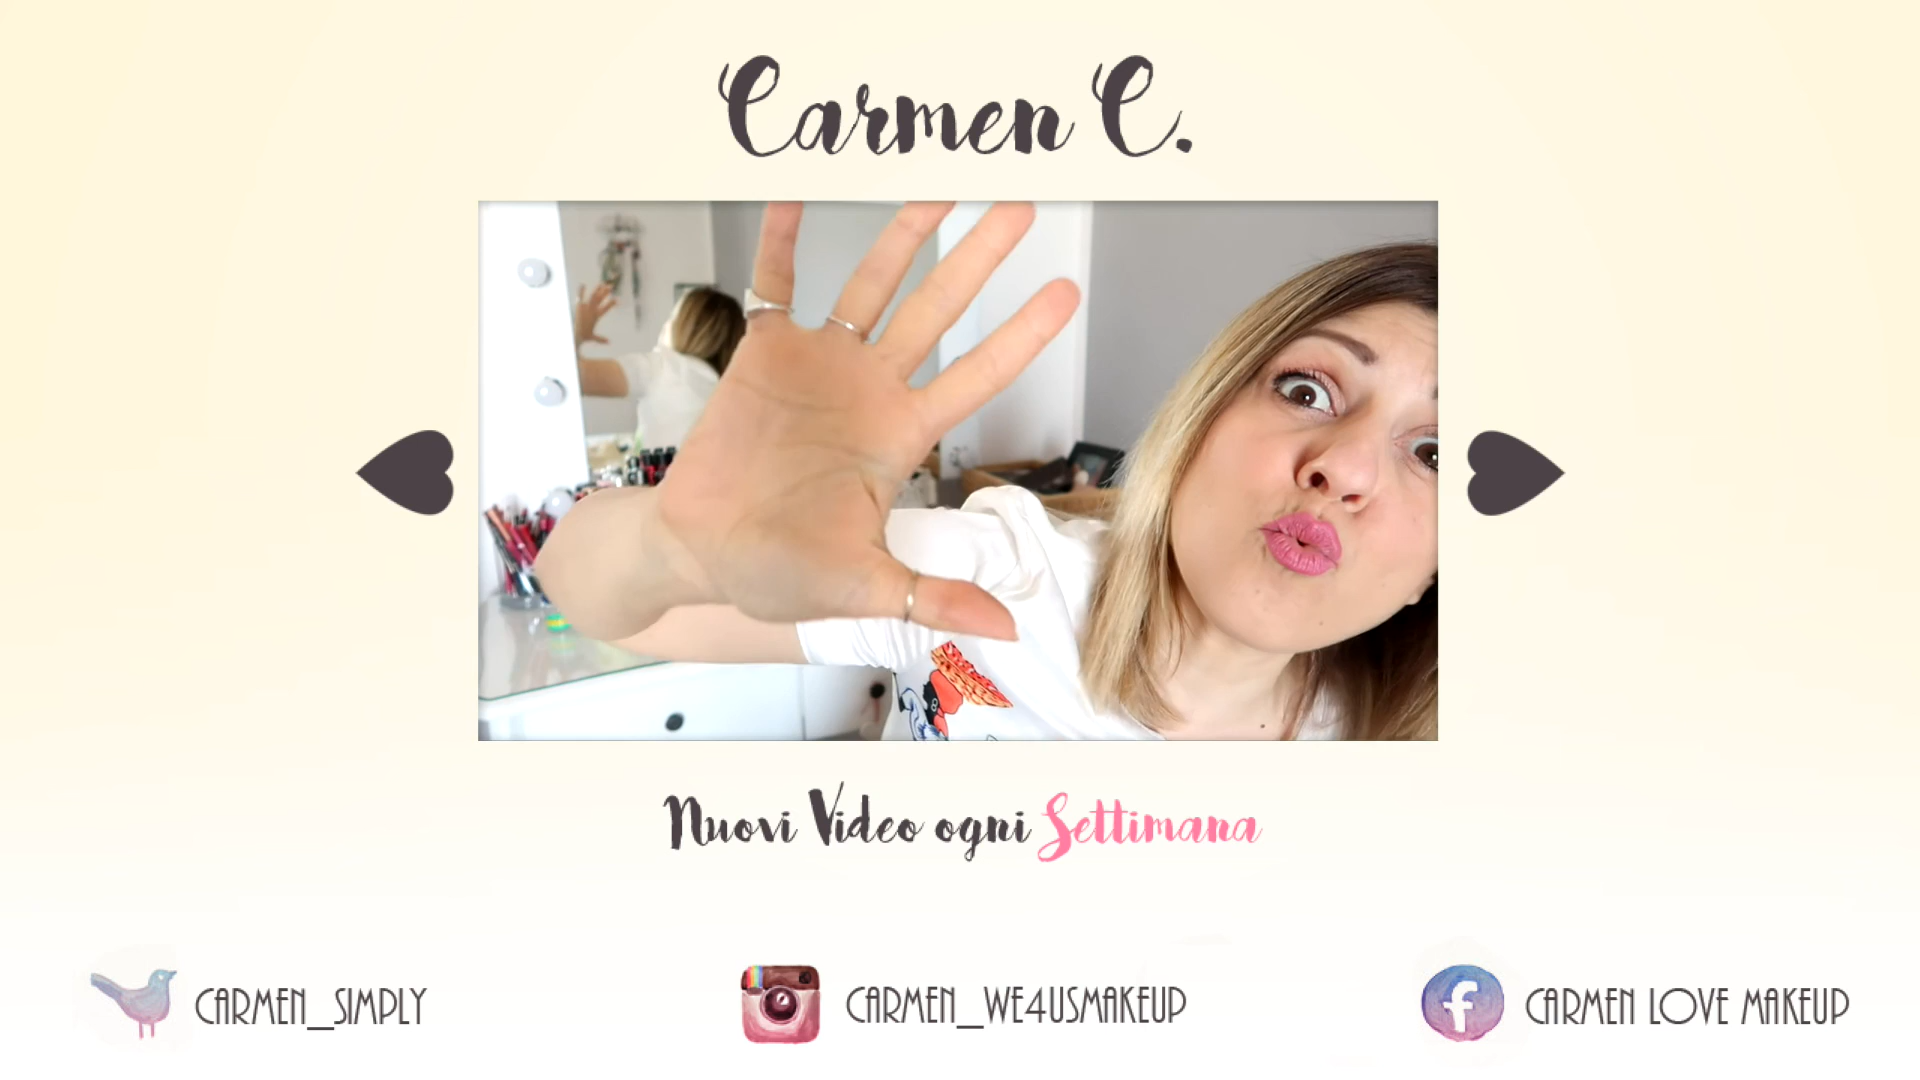 Carmen C.
Nuovi Video ogni Settimana
CARMEN_SIMPLY
CARMEN_WE4USMAKEUP
CARMEN LOVE MAKEUP